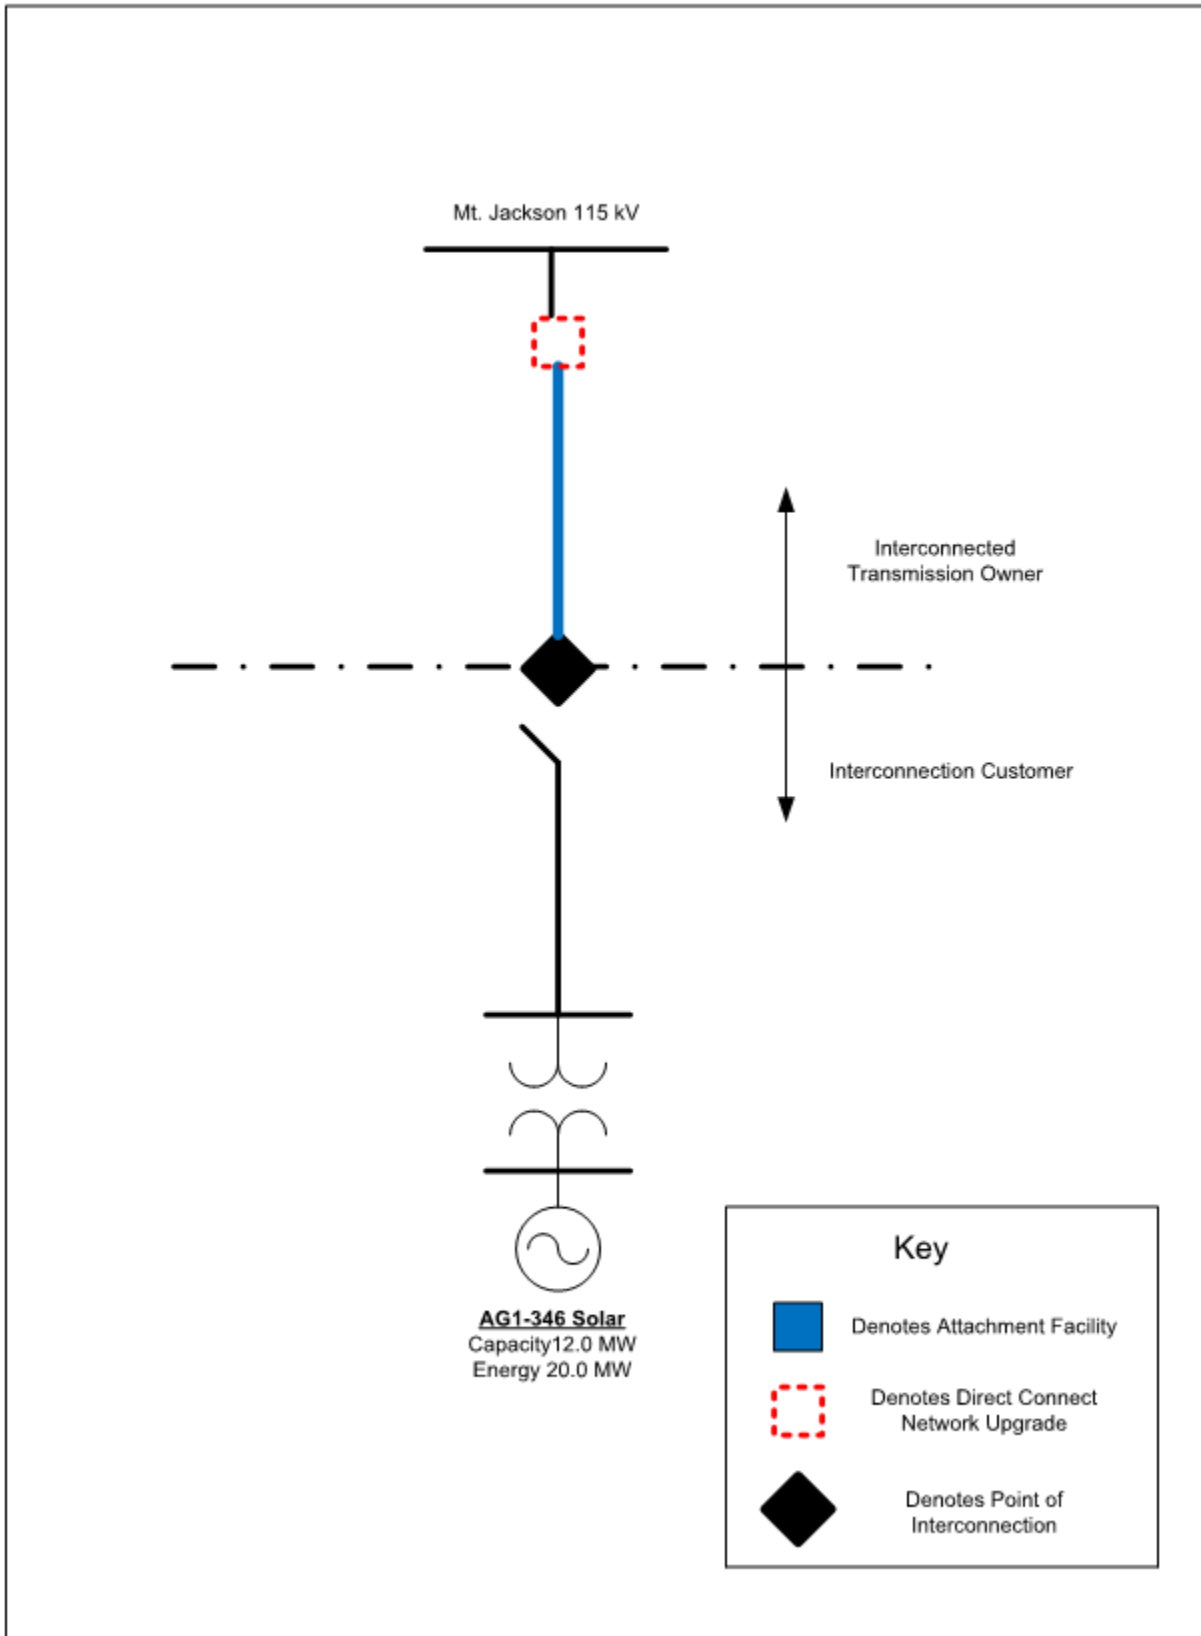 Mt. Jackson 115 kV
Interconnected
Transmission Owner
Interconnection Customer
AG1-346 Solar
Capacity12.0 MW
Energy 20.0 MW
Key
Denotes Attachment Facility
Denotes Direct Connect
Network Upgrade
Denotes Point of
Interconnection